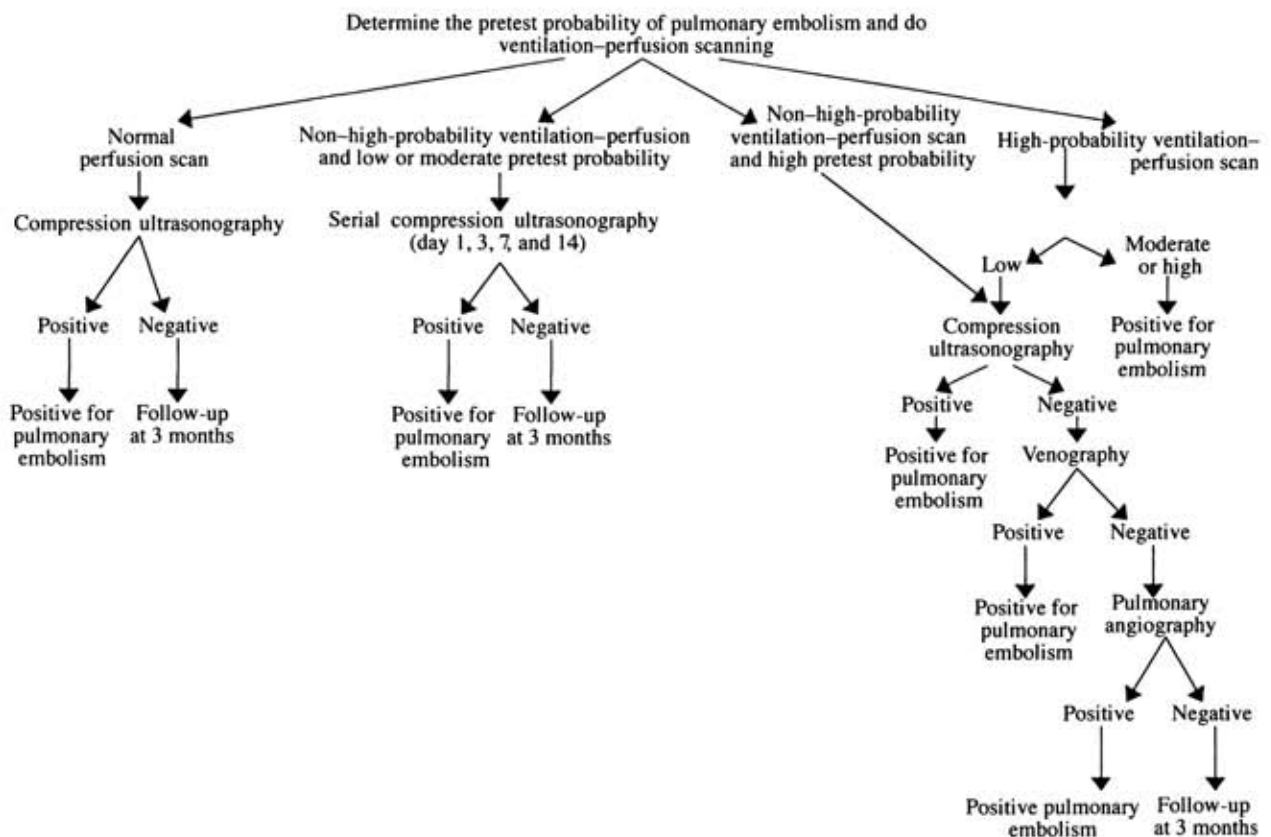 Determine the pretest probability of pulmonary embolism and do
ventilation–perfusion scanning
Normal
perfusion scan
Non–high-probability ventilation–perfusion
and low or moderate pretest probability
Non–high-probability
ventilation–perfusion scan
and high pretest probability
High-probability ventilation–
perfusion scan
Compression ultrasonography
Serial compression ultrasonography
(day 1, 3, 7, and 14)
Low
Moderate
or high
Positive
Negative
Positive
Negative
Compression
ultrasonography
Positive for
pulmonary
embolism
Positive for
pulmonary
embolism
Follow-up
at 3 months
Positive for
pulmonary
embolism
Follow-up
at 3 months
Positive
Negative
Positive for
pulmonary
embolism
Venography
Positive
Negative
Positive for
pulmonary
embolism
Pulmonary
angiography
Positive
Negative
Positive pulmonary
embolism
Follow-up
at 3 months